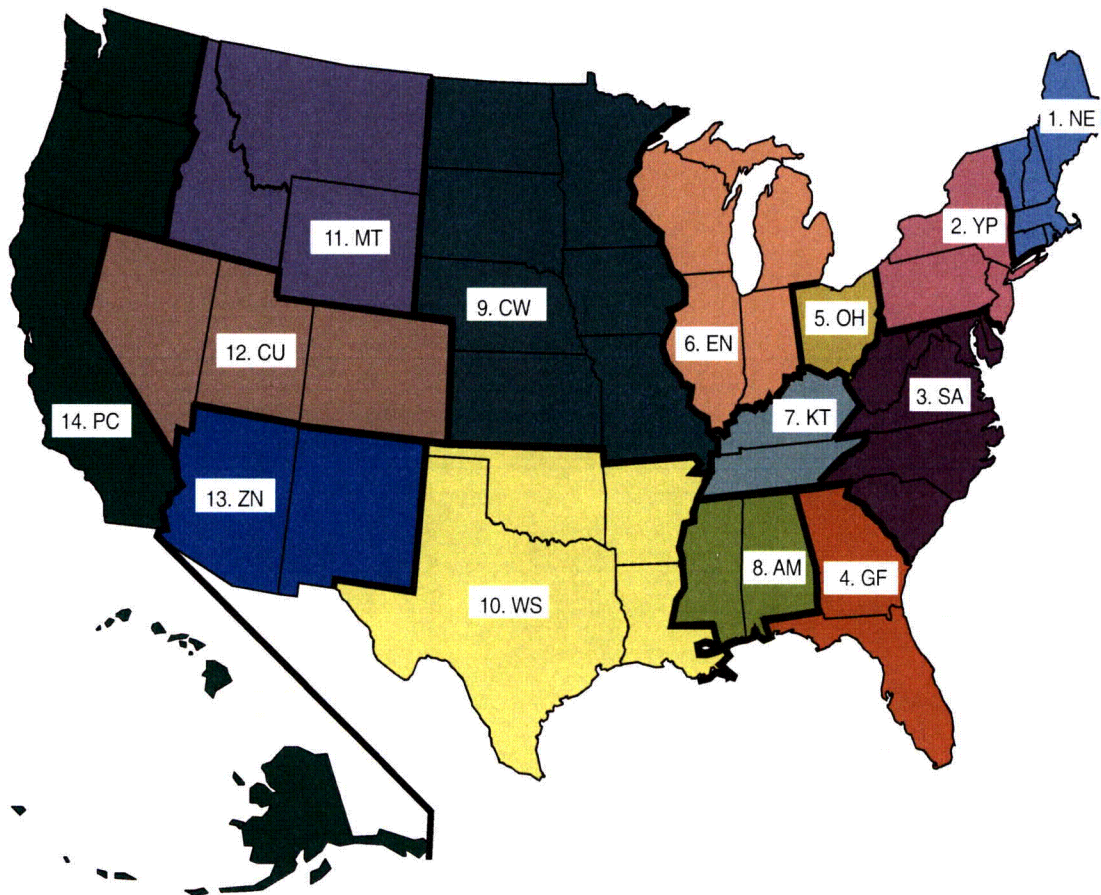 1. NE
2. YP
11. MT
9. CW
5. OH
6. EN
12. CU
3. SA
7. KT
14. PC
13. ZN
8. AM
4. GF
10. WS